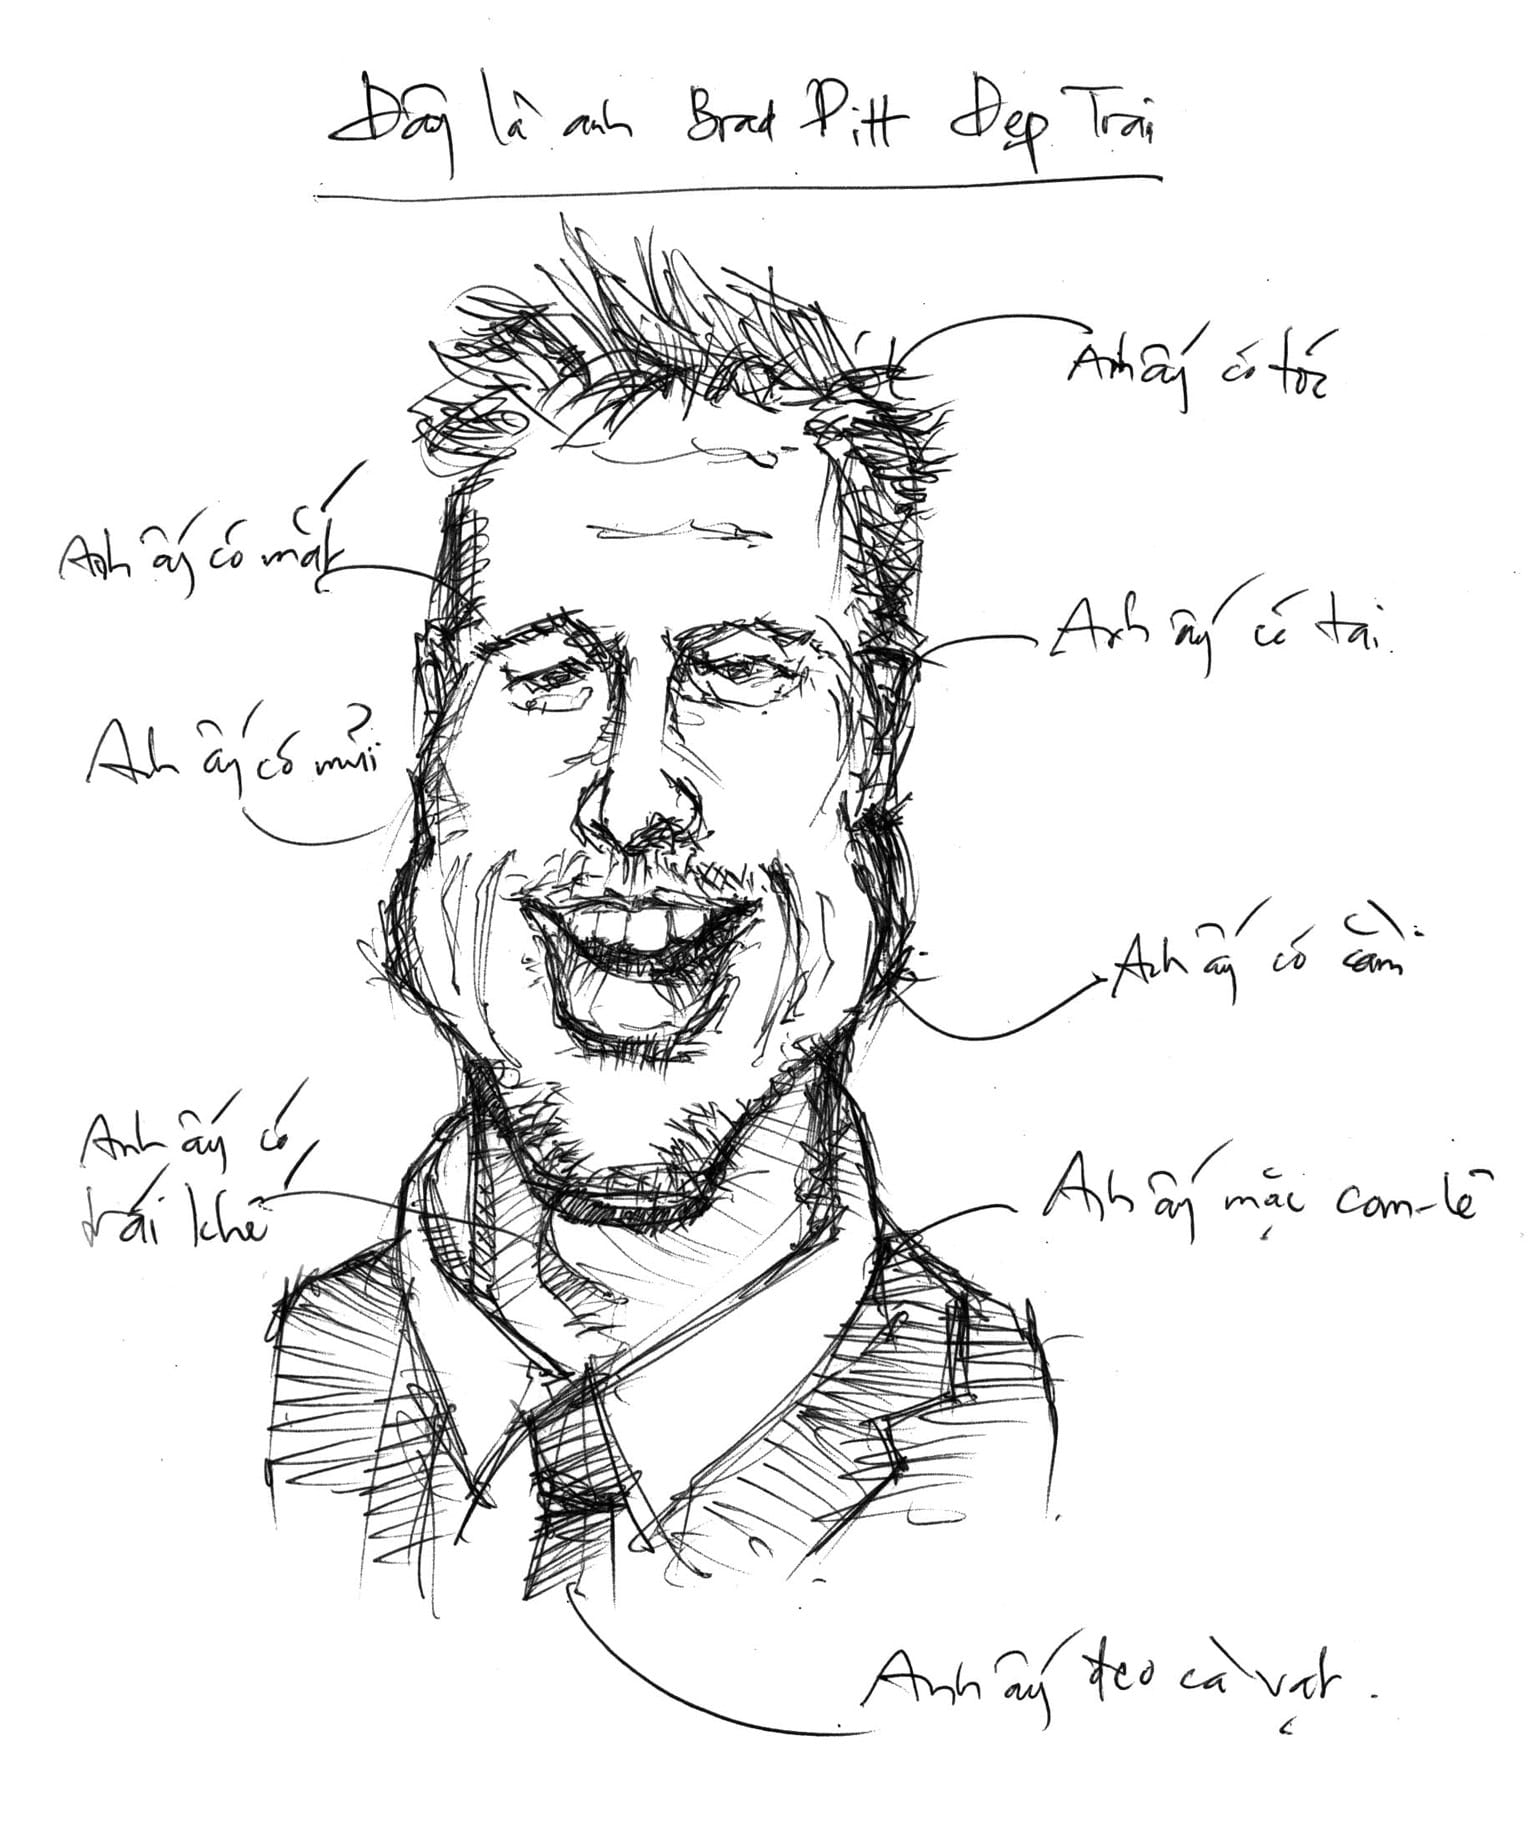 Đây là anh Brad Pitt Đẹp Trai
Anh ấy có tóc
Anh ấy có mắt
Anh ấy có tai.
Anh ấy có mủi
Anh ấy có cằm
Anh ấy có
trái khế
Anh ấy mặc com-lê
Anh ấy đeo cà vạt.